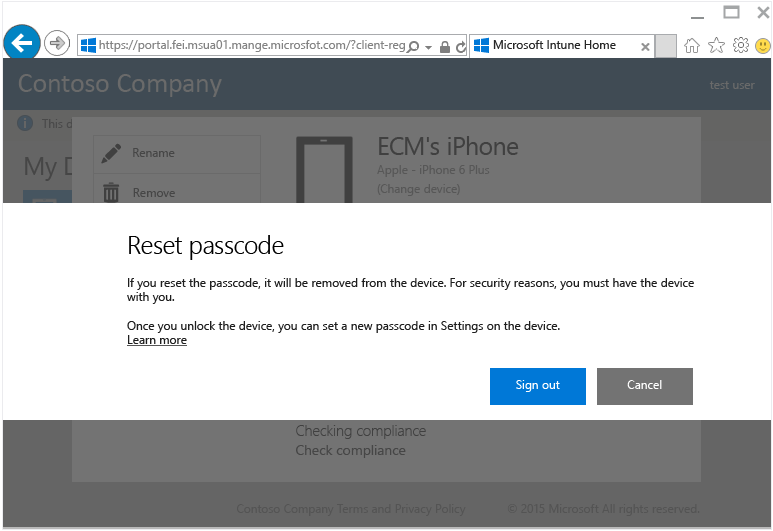 https://portal.fei.msua01.mange.microsfot.com/?client-reg
Microsoft Intune Home
Contoso Company
test user
This d
My D
Rename
Remove
ECM's iPhone
Apple - iPhone 6 Plus
(Change device)
Reset passcode
If you reset the passcode, it will be removed from the device. For security reasons, you must have the device
with you.
Once you unlock the device, you can set a new passcode in Settings on the device.
Learn more
Sign out
Cancel
Checking compliance
Check compliance
Contoso Company Terms and Privacy Policy
© 2015 Microsoft All rights reserved.